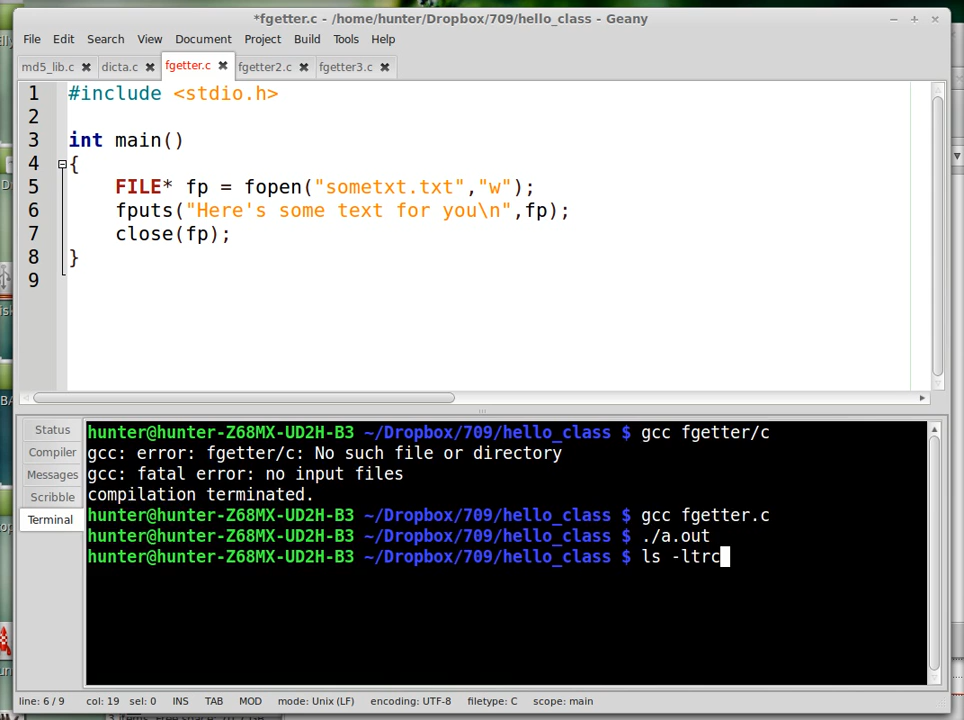 *fgetter.c - /home/hunter/Dropbox/709/hello_class - Geany
File Edit Search View Document Project Build Tools Help
md5_lib.c dicta.c fgetter.c fgetter2.c fgetter3.c
1 #include <stdio.h>
2
3 int main()
4 {
5 FILE* fp = fopen("sometxt.txt","w");
6 fputs("Here's some text for you\n",fp);
7 close(fp);
8 }
9
Status
Compiler
Messages
Scribble
Terminal
hunter@hunter-Z68MX-UD2H-B3 ~/Dropbox/709/hello_class $ gcc fgetter/c
gcc: error: fgetter/c: No such file or directory
gcc: fatal error: no input files
compilation terminated.
hunter@hunter-Z68MX-UD2H-B3 ~/Dropbox/709/hello_class $ gcc fgetter.c
hunter@hunter-Z68MX-UD2H-B3 ~/Dropbox/709/hello_class $ ./a.out
hunter@hunter-Z68MX-UD2H-B3 ~/Dropbox/709/hello_class $ ls -ltrc
line: 6 / 9 col: 19 sel: 0 INS TAB MOD mode: Unix (LF) encoding: UTF-8 filetype: C scope: main